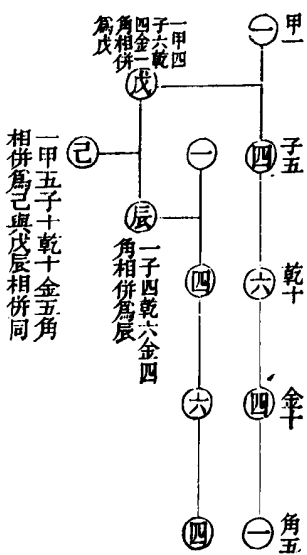 甲一
一
子五
四
乾十
六
金十
四
角五
一
一
四
六
四
一甲四
子六乾
四金一
角相併
爲戊
戊
辰
一子四乾六金四
角相併爲辰
己
一甲五子十乾十金五角
相併爲己與戊辰相併同